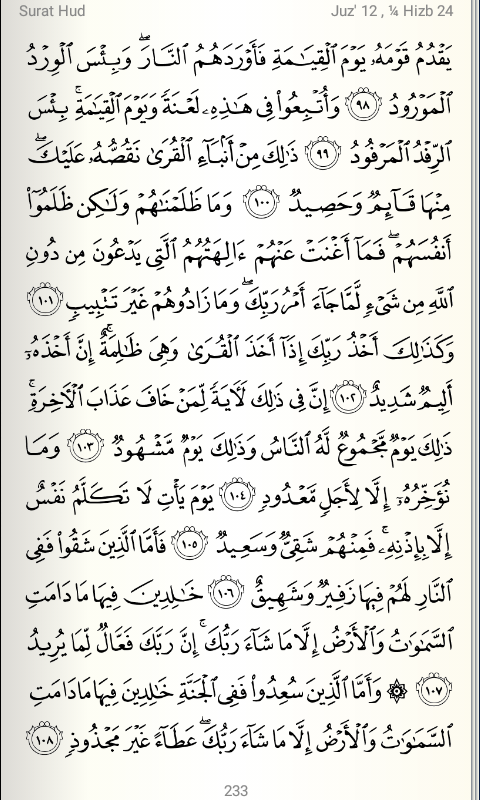 Surat Hud
Juz' 12 , ¼ Hizb 24
يَقْدُمُ قَوْمَهُۥ يَوْمَ ٱلْقِيَـٰمَةِ فَأَوْرَدَهُمُ ٱلنَّارَ ۖ وَبِئْسَ ٱلْوِرْدُ
ٱلْمَوْرُودُ ٩٨ وَأُتْبِعُوا۟ فِى هَـٰذِهِۦ لَعْنَةً وَيَوْمَ ٱلْقِيَـٰمَةِ ۚ بِئْسَ
ٱلرِّفْدُ ٱلْمَرْفُودُ ٩٩ ذَٰلِكَ مِنْ أَنۢبَآءِ ٱلْقُرَىٰ نَقُصُّهُۥ عَلَيْكَ ۖ
مِنْهَا قَآئِمٌ وَحَصِيدٌ ١٠٠ وَمَا ظَلَمْنَـٰهُمْ وَلَـٰكِن ظَلَمُوٓا۟
أَنفُسَهُمْ ۖ فَمَآ أَغْنَتْ عَنْهُمْ ءَالِهَتُهُمُ ٱلَّتِى يَدْعُونَ مِن دُونِ
ٱللَّهِ مِن شَىْءٍ لَّمَّا جَآءَ أَمْرُ رَبِّكَ ۖ وَمَا زَادُوهُمْ غَيْرَ تَتْبِيبٍ ١٠١
وَكَذَٰلِكَ أَخْذُ رَبِّكَ إِذَآ أَخَذَ ٱلْقُرَىٰ وَهِىَ ظَـٰلِمَةٌ ۚ إِنَّ أَخْذَهُۥٓ
أَلِيمٌ شَدِيدٌ ١٠٢ إِنَّ فِى ذَٰلِكَ لَـَٔايَةً لِّمَنْ خَافَ عَذَابَ ٱلْـَٔاخِرَةِ ۚ
ذَٰلِكَ يَوْمٌ مَّجْمُوعٌ لَّهُ ٱلنَّاسُ وَذَٰلِكَ يَوْمٌ مَّشْهُودٌ ١٠٣ وَمَا
نُؤَخِّرُهُۥٓ إِلَّا لِأَجَلٍ مَّعْدُودٍ ١٠٤ يَوْمَ يَأْتِ لَا تَكَلَّمُ نَفْسٌ
إِلَّا بِإِذْنِهِۦ ۚ فَمِنْهُمْ شَقِىٌّ وَسَعِيدٌ ١٠٥ فَأَمَّا ٱلَّذِينَ شَقُوا۟ فَفِى
ٱلنَّارِ لَهُمْ فِيهَا زَفِيرٌ وَشَهِيقٌ ١٠٦ خَـٰلِدِينَ فِيهَا مَا دَامَتِ
ٱلسَّمَـٰوَٰتُ وَٱلْأَرْضُ إِلَّا مَا شَآءَ رَبُّكَ ۚ إِنَّ رَبَّكَ فَعَّالٌ لِّمَا يُرِيدُ
١٠٧ ۞ وَأَمَّا ٱلَّذِينَ سُعِدُوا۟ فَفِى ٱلْجَنَّةِ خَـٰلِدِينَ فِيهَا مَا دَامَتِ
ٱلسَّمَـٰوَٰتُ وَٱلْأَرْضُ إِلَّا مَا شَآءَ رَبُّكَ ۖ عَطَآءً غَيْرَ مَجْذُوذٍ ١٠٨
233